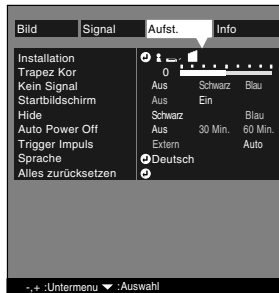 Bild Signal Aufst. Info
Installation
Trapez Kor 0
Kein Signal Aus Schwarz Blau
Startbildschirm Aus Ein
Hide Schwarz Blau
Auto Power Off Aus 30 Min. 60 Min.
Trigger Impuls Extern Auto
Sprache Deutsch
Alles zurücksetzen
-,+ :Untermenu :Auswahl